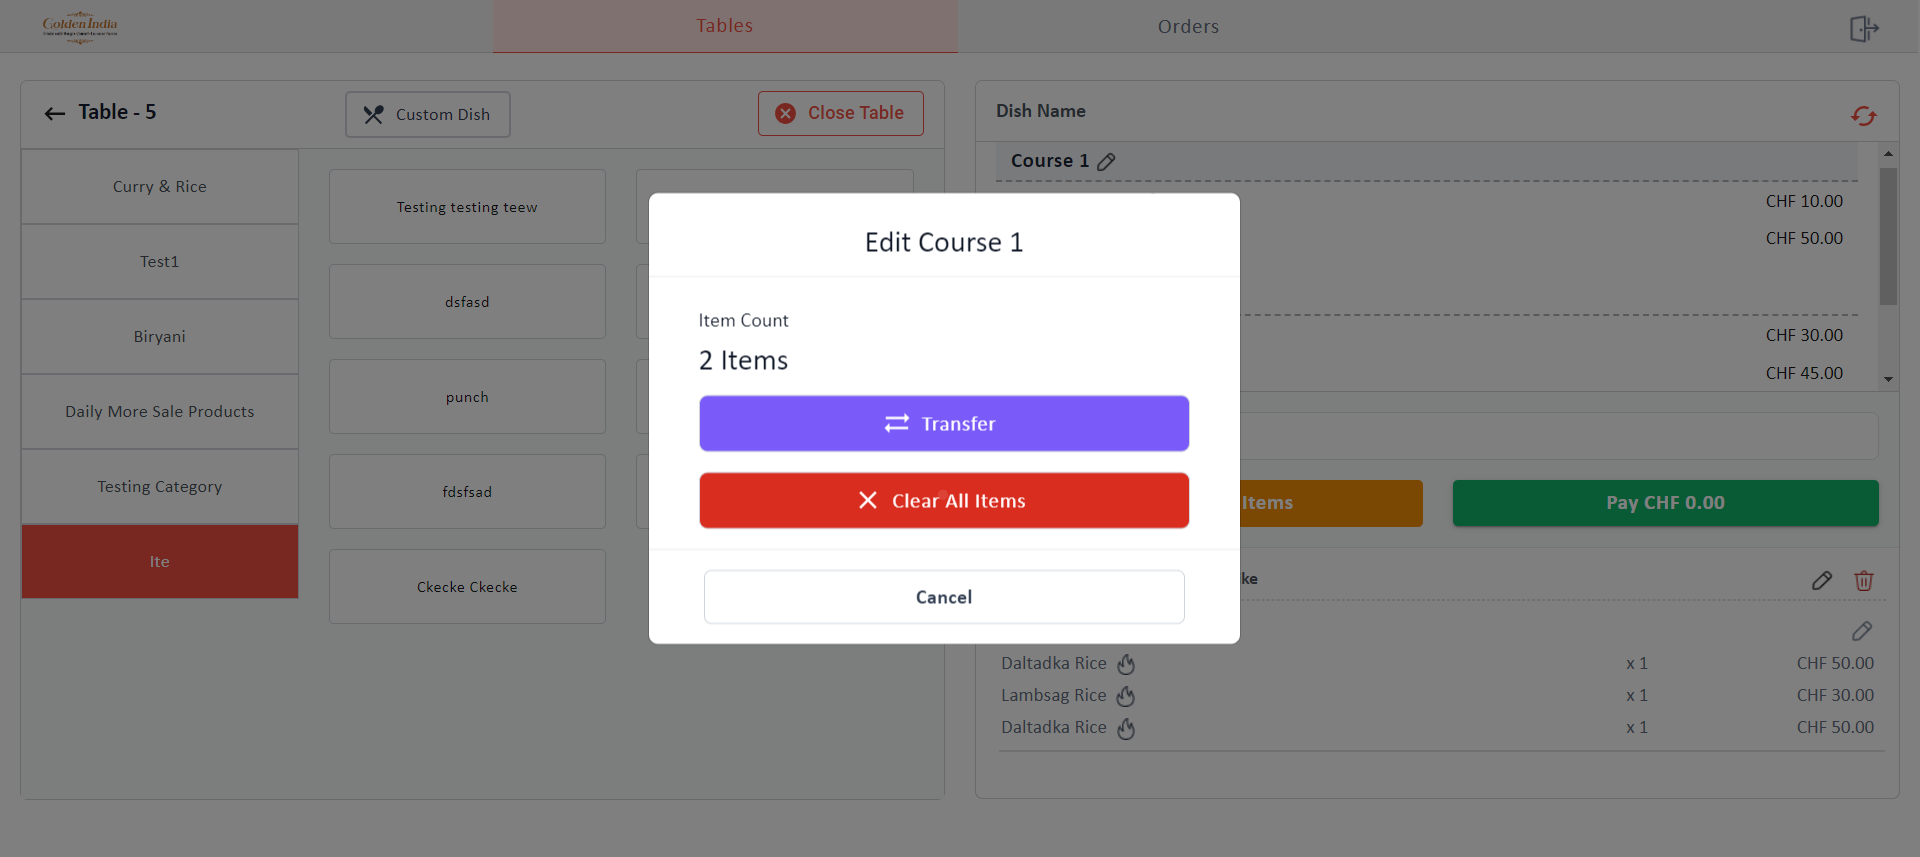 Golden India
Tables
Orders
Table - 5
Custom Dish
Close Table
Dish Name
Course 1
Curry & Rice
Test1
Biryani
Daily More Sale Products
Testing Category
Ite
Testing testing teew
dsfasd
punch
fdsfsad
Ckecke Ckecke
CHF 10.00
CHF 50.00
CHF 30.00
CHF 45.00
Edit Course 1
Item Count
2 Items
Transfer
Clear All Items
Cancel
Items
Pay CHF 0.00
ke
Daltadka Rice x 1 CHF 50.00
Lambsag Rice x 1 CHF 30.00
Daltadka Rice x 1 CHF 50.00